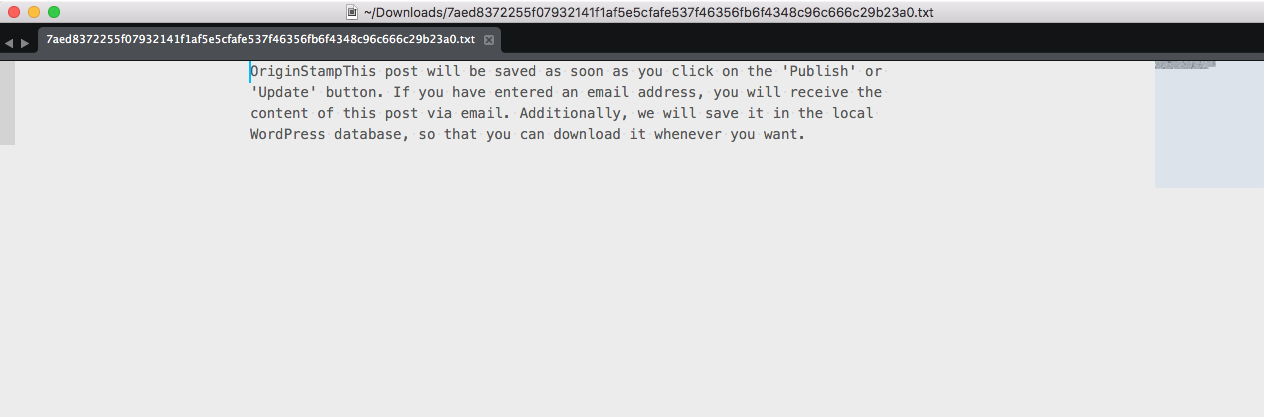 ~/Downloads/7aed8372255f07932141f1af5e5cfafe537f46356fb6f4348c96c666c29b23a0.txt
7aed8372255f07932141f1af5e5cfafe537f46356fb6f4348c96c666c29b23a0.txt
OriginStampThis post will be saved as soon as you click on the 'Publish' or
'Update' button. If you have entered an email address, you will receive the
content of this post via email. Additionally, we will save it in the local
WordPress database, so that you can download it whenever you want.